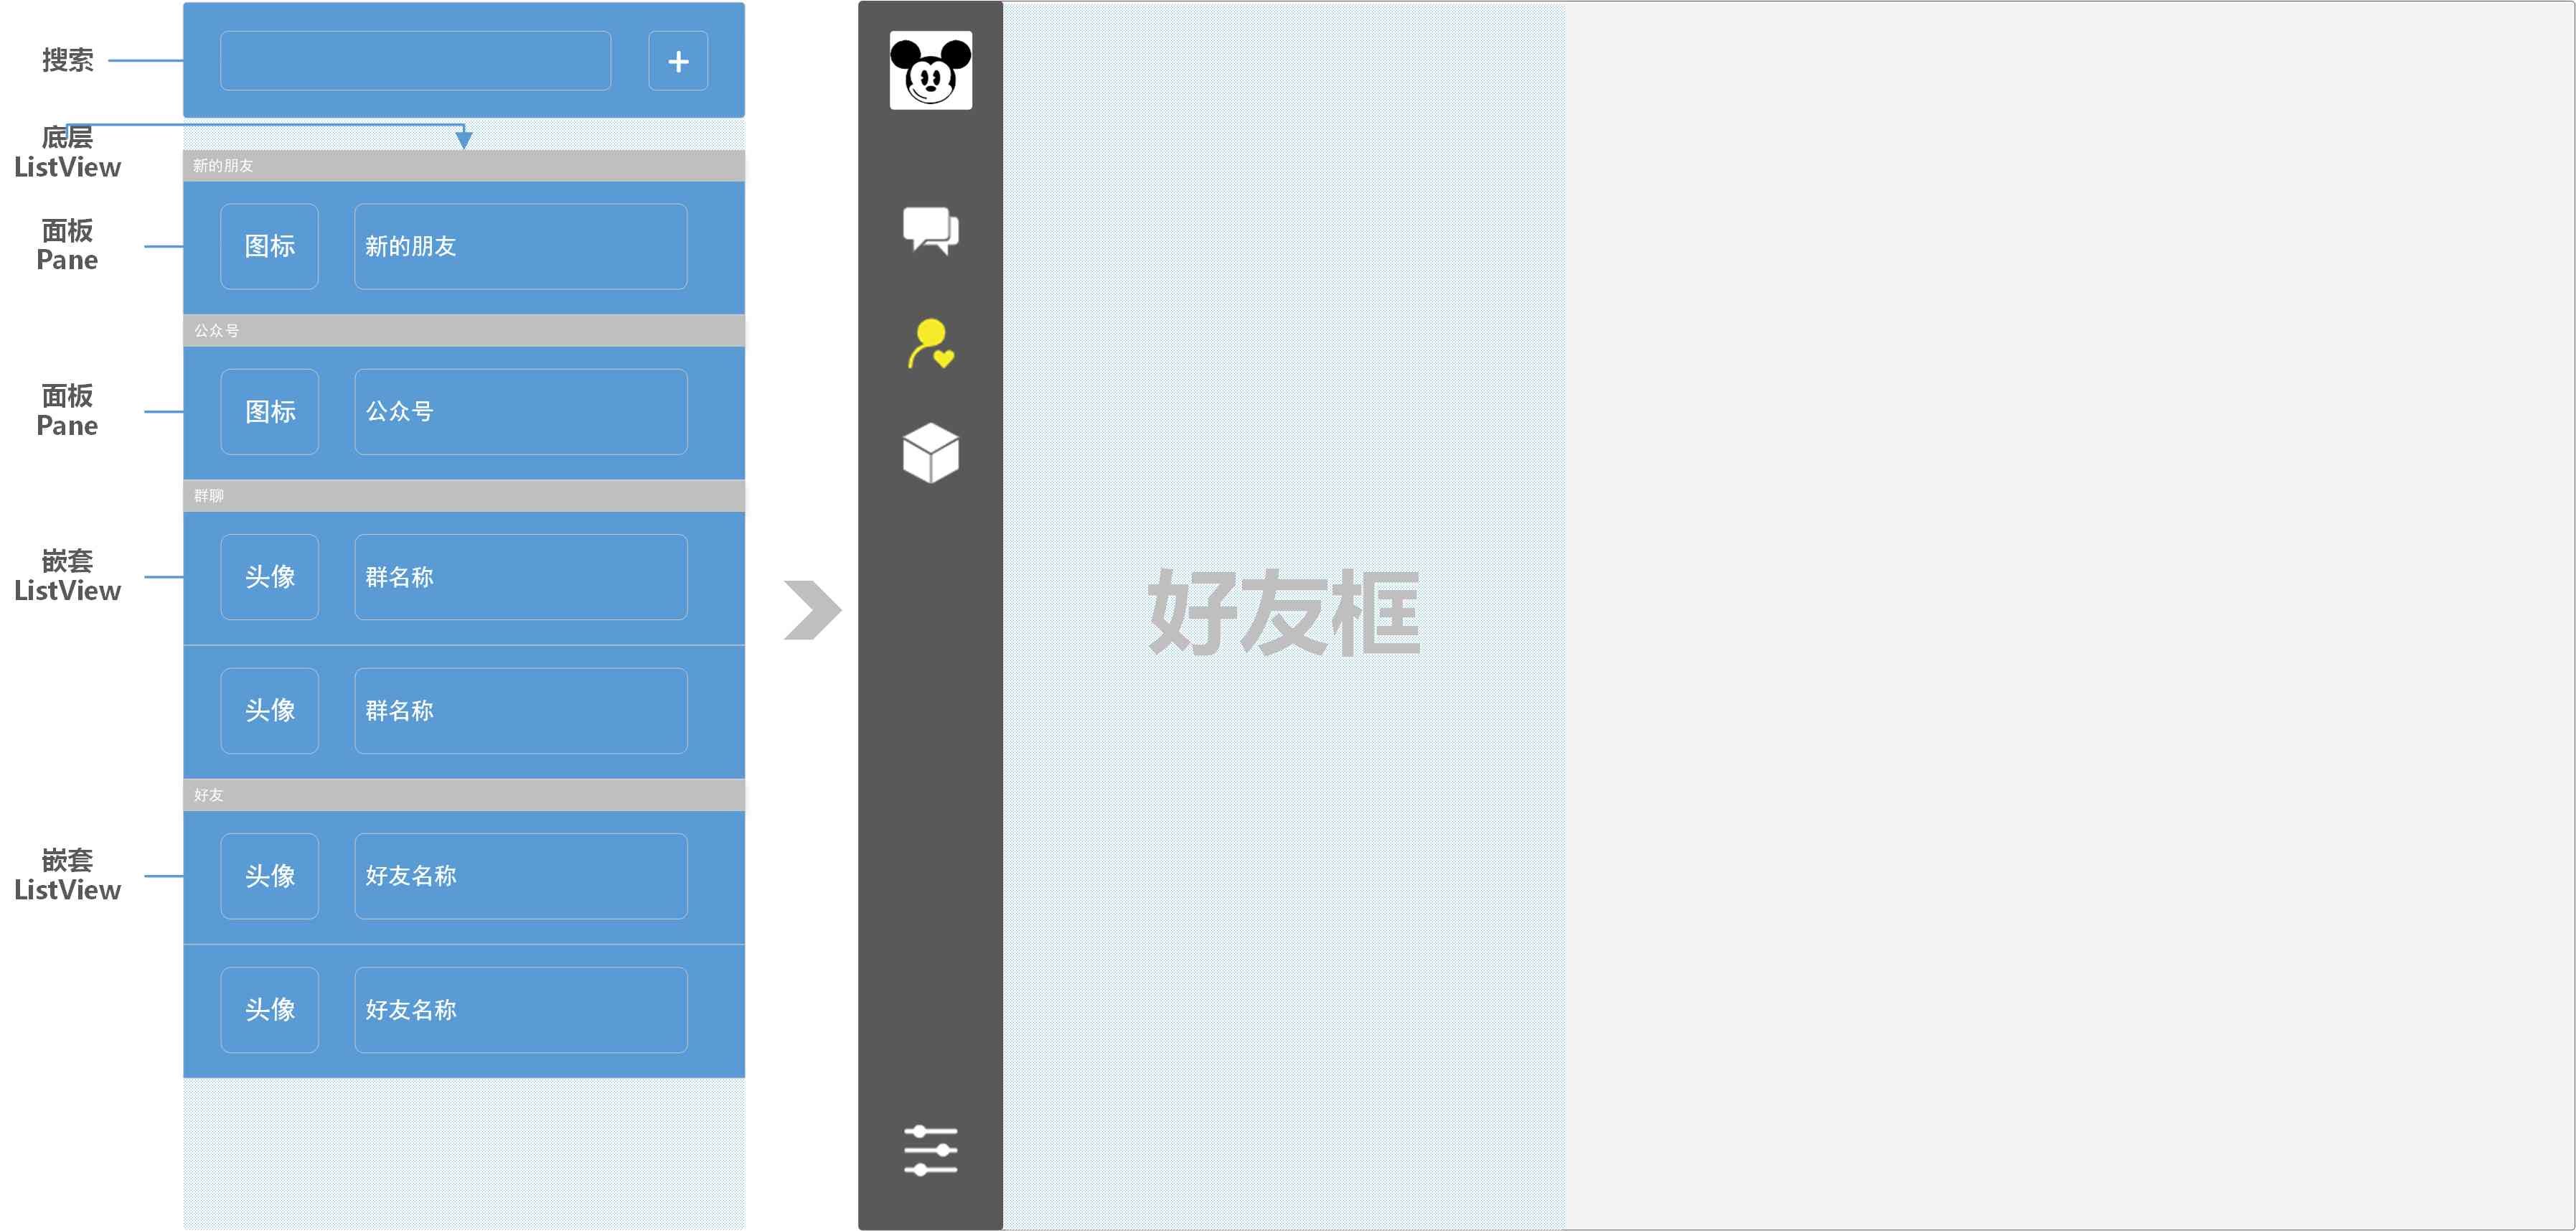 搜索
+
底层
ListView
新的朋友
面板
Pane
图标
新的朋友
公众号
面板
Pane
图标
公众号
群聊
嵌套
ListView
头像
群名称
头像
群名称
好友
嵌套
ListView
头像
好友名称
头像
好友名称
好友框